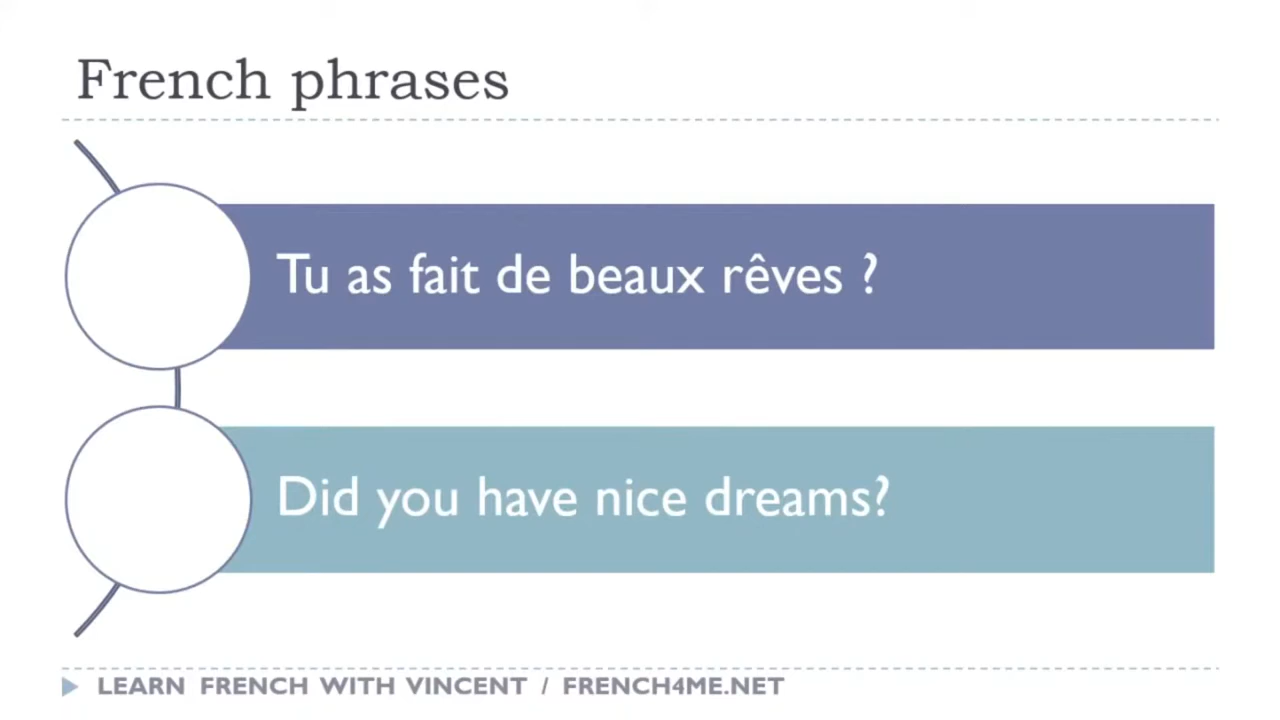 French phrases
Tu as fait de beaux rêves ?
Did you have nice dreams?
LEARN FRENCH WITH VINCENT / FRENCH4ME.NET